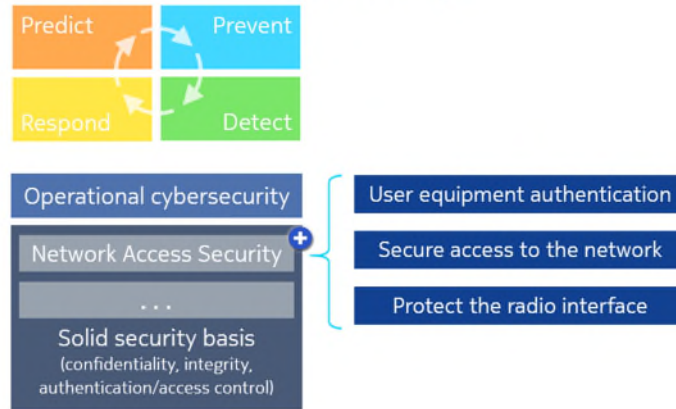 Predict
Prevent
Respond
Detect
Operational cybersecurity
Network Access Security
...
Solid security basis
(confidentiality, integrity,
authentication/access control)
User equipment authentication
Secure access to the network
Protect the radio interface